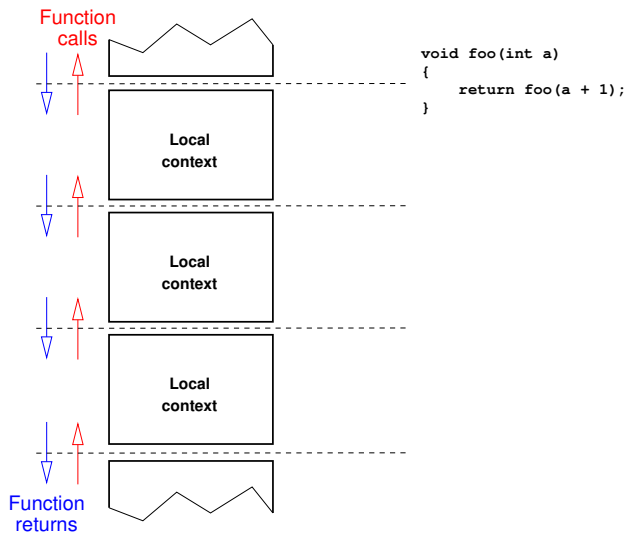 Function
calls
void foo(int a)
{
    return foo(a + 1);
}
Local
context
Local
context
Local
context
Function
returns